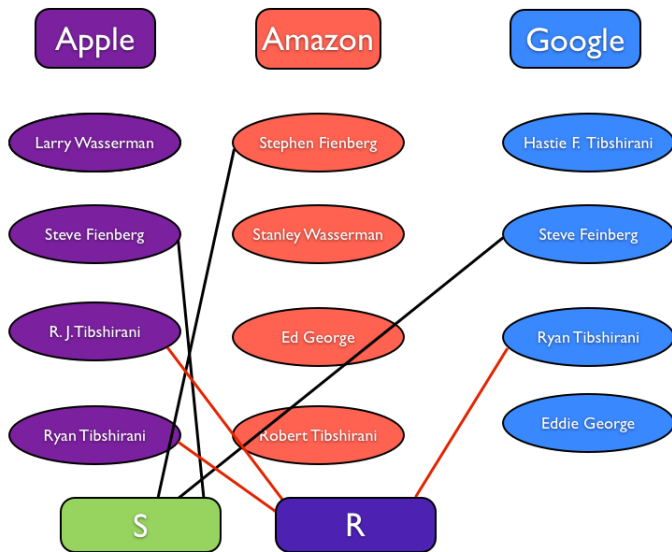 Apple
Amazon
Google
Larry Wasserman
Stephen Fienberg
Hastie F. Tibshirani
Steve Fienberg
Stanley Wasserman
Steve Feinberg
R. J.Tibshirani
Ed George
Ryan Tibshirani
Ryan Tibshirani
Robert Tibshirani
Eddie George
S
R